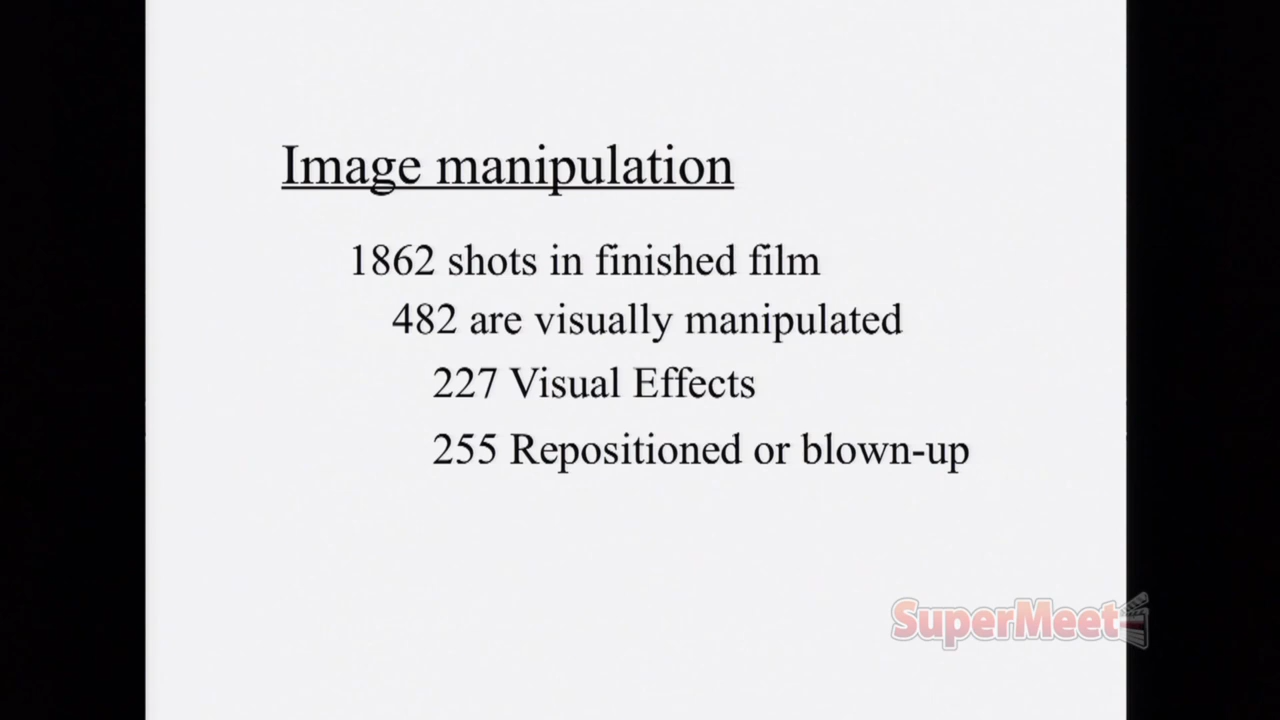 Image manipulation
1862 shots in finished film
482 are visually manipulated
227 Visual Effects
255 Repositioned or blown-up
SuperMeet